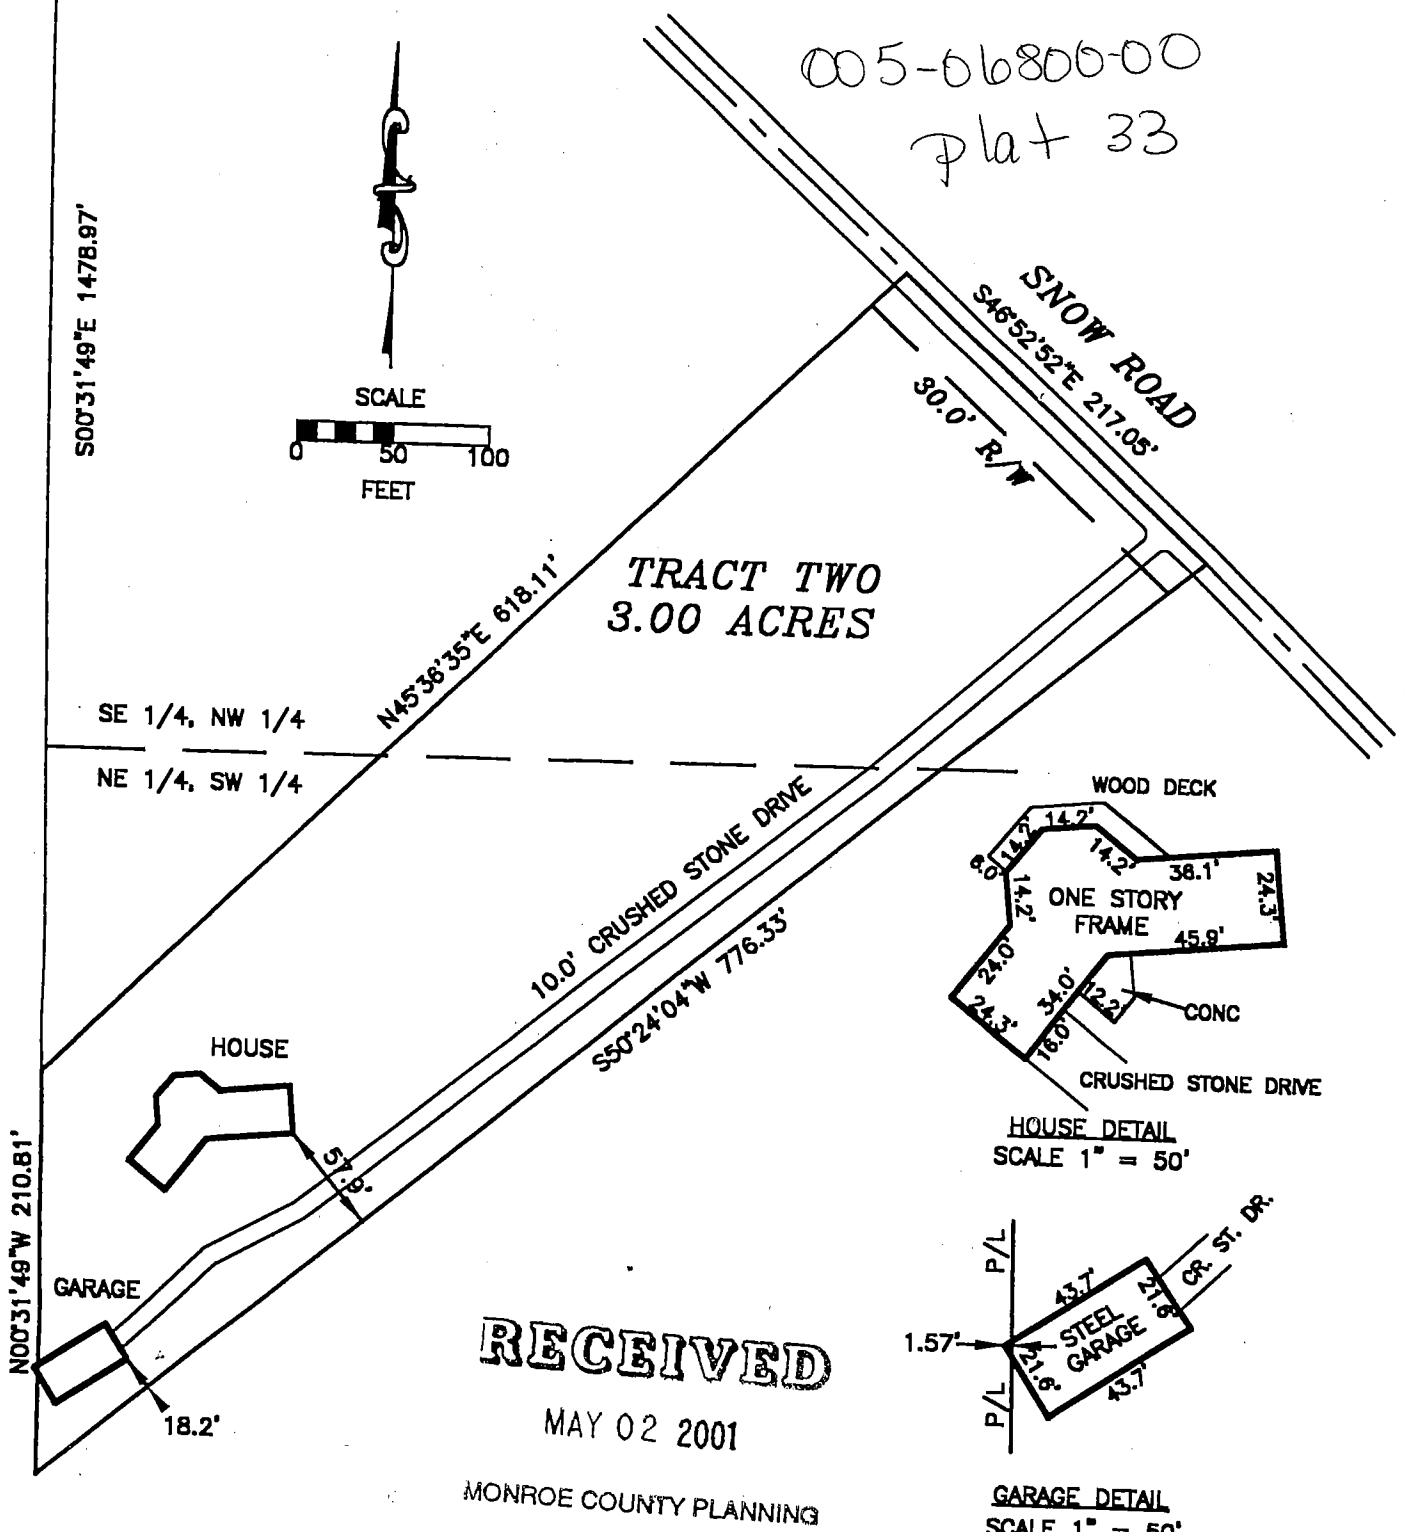 005-06800-00
Plat 33
S00°31'49"E 1478.97'
SCALE
0 50 100
FEET
SNOW ROAD
S46°52'52"E 217.05'
30.0' R/W
N45°36'35"E 618.11'
TRACT TWO
3.00 ACRES
SE 1/4, NW 1/4
NE 1/4, SW 1/4
10.0' CRUSHED STONE DRIVE
S50°24'04"W 776.33'
WOOD DECK
14.2'
14.2'
14.2'
38.1'
14.2'
24.3'
ONE STORY
FRAME
45.9'
24.0'
34.0'
12.2'
24.3'
16.0'
CONC
CRUSHED STONE DRIVE
HOUSE DETAIL
SCALE 1" = 50'
HOUSE
57.9'
N00°31'49"W 210.81'
GARAGE
18.2'
P/L
CR. ST. DR.
43.7'
21.6'
STEEL
GARAGE
1.57'
21.6'
43.7'
P/L
GARAGE DETAIL
SCALE 1" = 50'
RECEIVED
MAY 02 2001
MONROE COUNTY PLANNING